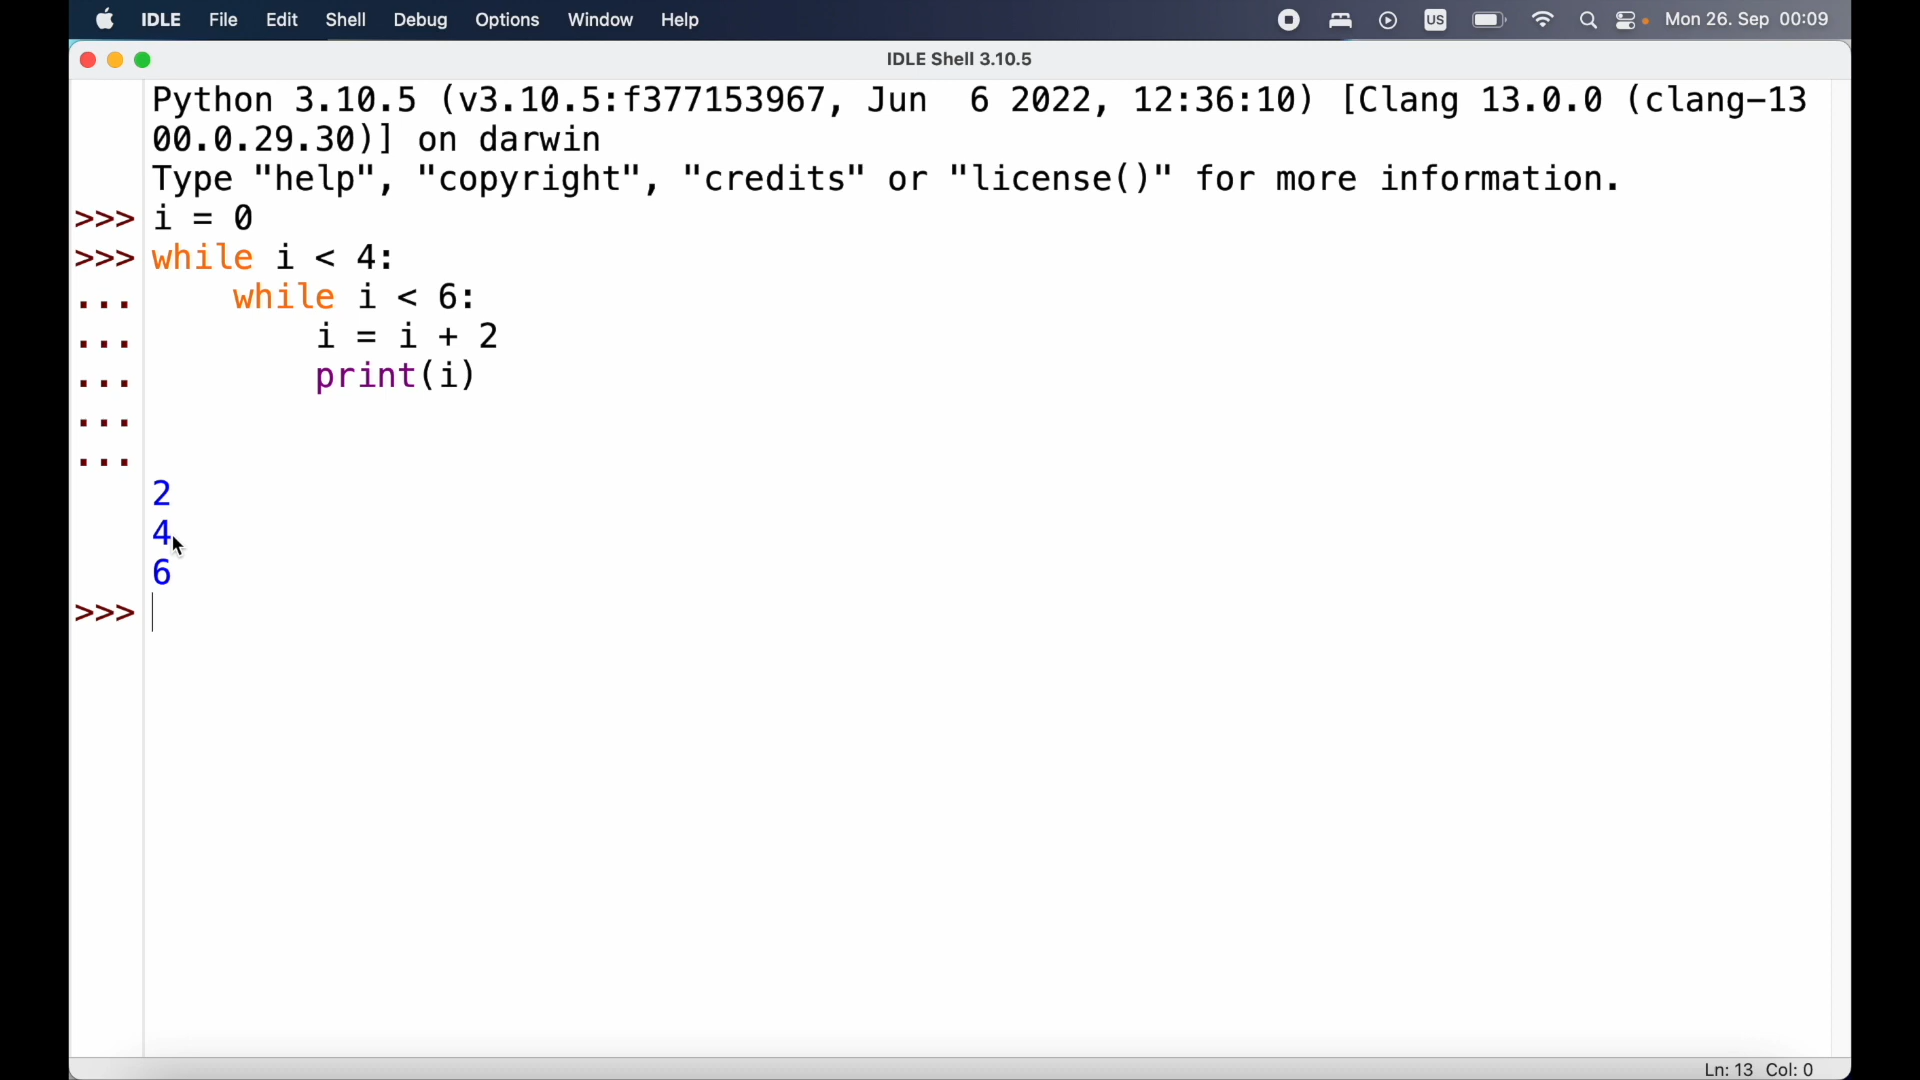 IDLE File Edit Shell Debug Options Window Help US Mon 26. Sep 00:09
IDLE Shell 3.10.5
Python 3.10.5 (v3.10.5:f377153967, Jun  6 2022, 12:36:10) [Clang 13.0.0 (clang-13
00.0.29.30)] on darwin
Type "help", "copyright", "credits" or "license()" for more information.
>>> i = 0
>>> while i < 4:
...     while i < 6:
...         i = i + 2
...         print(i)
...
...
2
4
6
>>>
Ln: 13 Col: 0